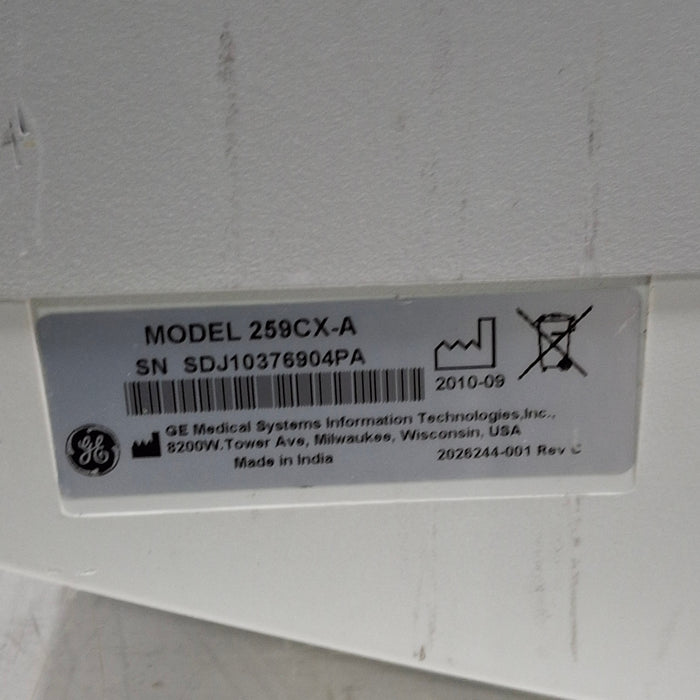 MODEL 259CX-A
SN SDJ10376904PA
2010-09
GE
GE Medical Systems Information Technologies,Inc.,
8200W.Tower Ave, Milwaukee, Wisconsin, USA
Made in India
2026244-001 Rev C